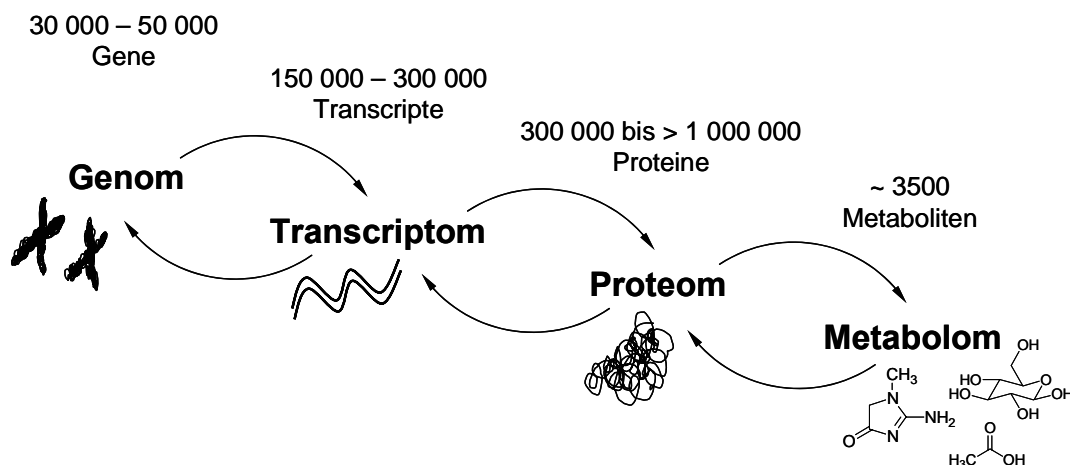 30 000 – 50 000
Gene
150 000 – 300 000
Transcripte
300 000 bis > 1 000 000
Proteine
~ 3500
Metaboliten
Genom
Transcriptom
Proteom
Metabolom
OH
CH₃
HO
O
HO
OH
OH
N
NH₂
O
N
O
H₃C
OH